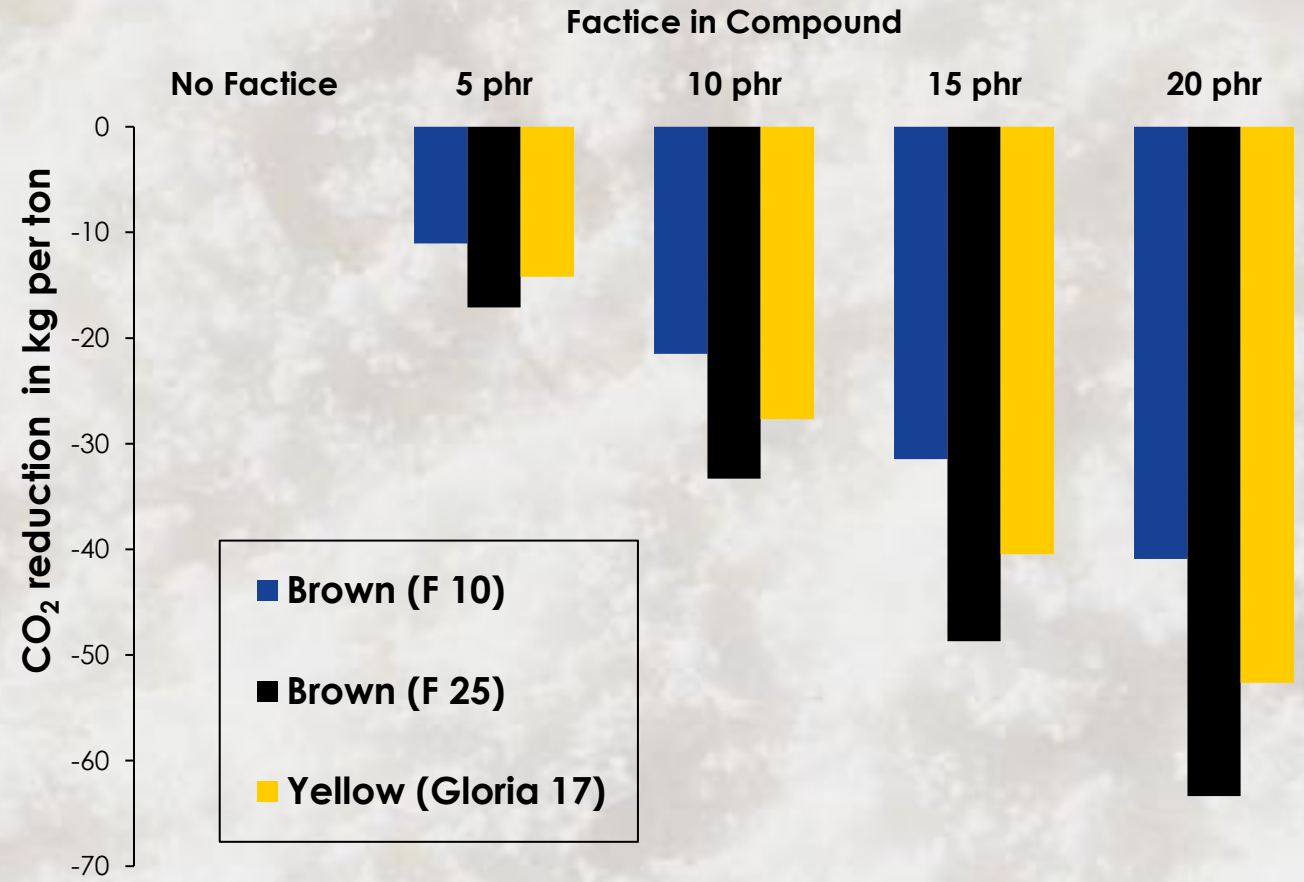 Factice in Compound
No Factice 5 phr 10 phr 15 phr 20 phr
CO₂ reduction in kg per ton
0
-10
-20
-30
-40
-50
-60
-70
Brown (F 10)
Brown (F 25)
Yellow (Gloria 17)